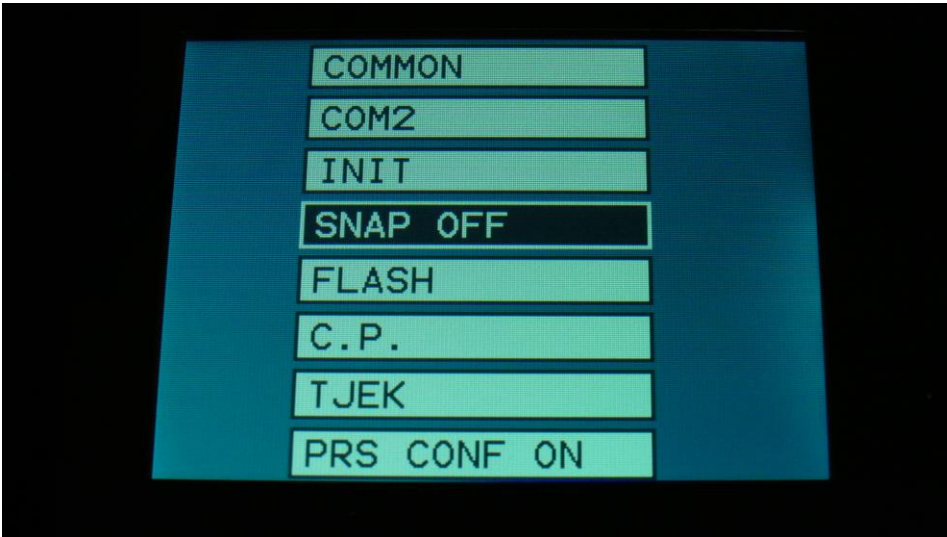 COMMON
COM2
INIT
SNAP OFF
FLASH
C.P.
TJEK
PRS CONF ON